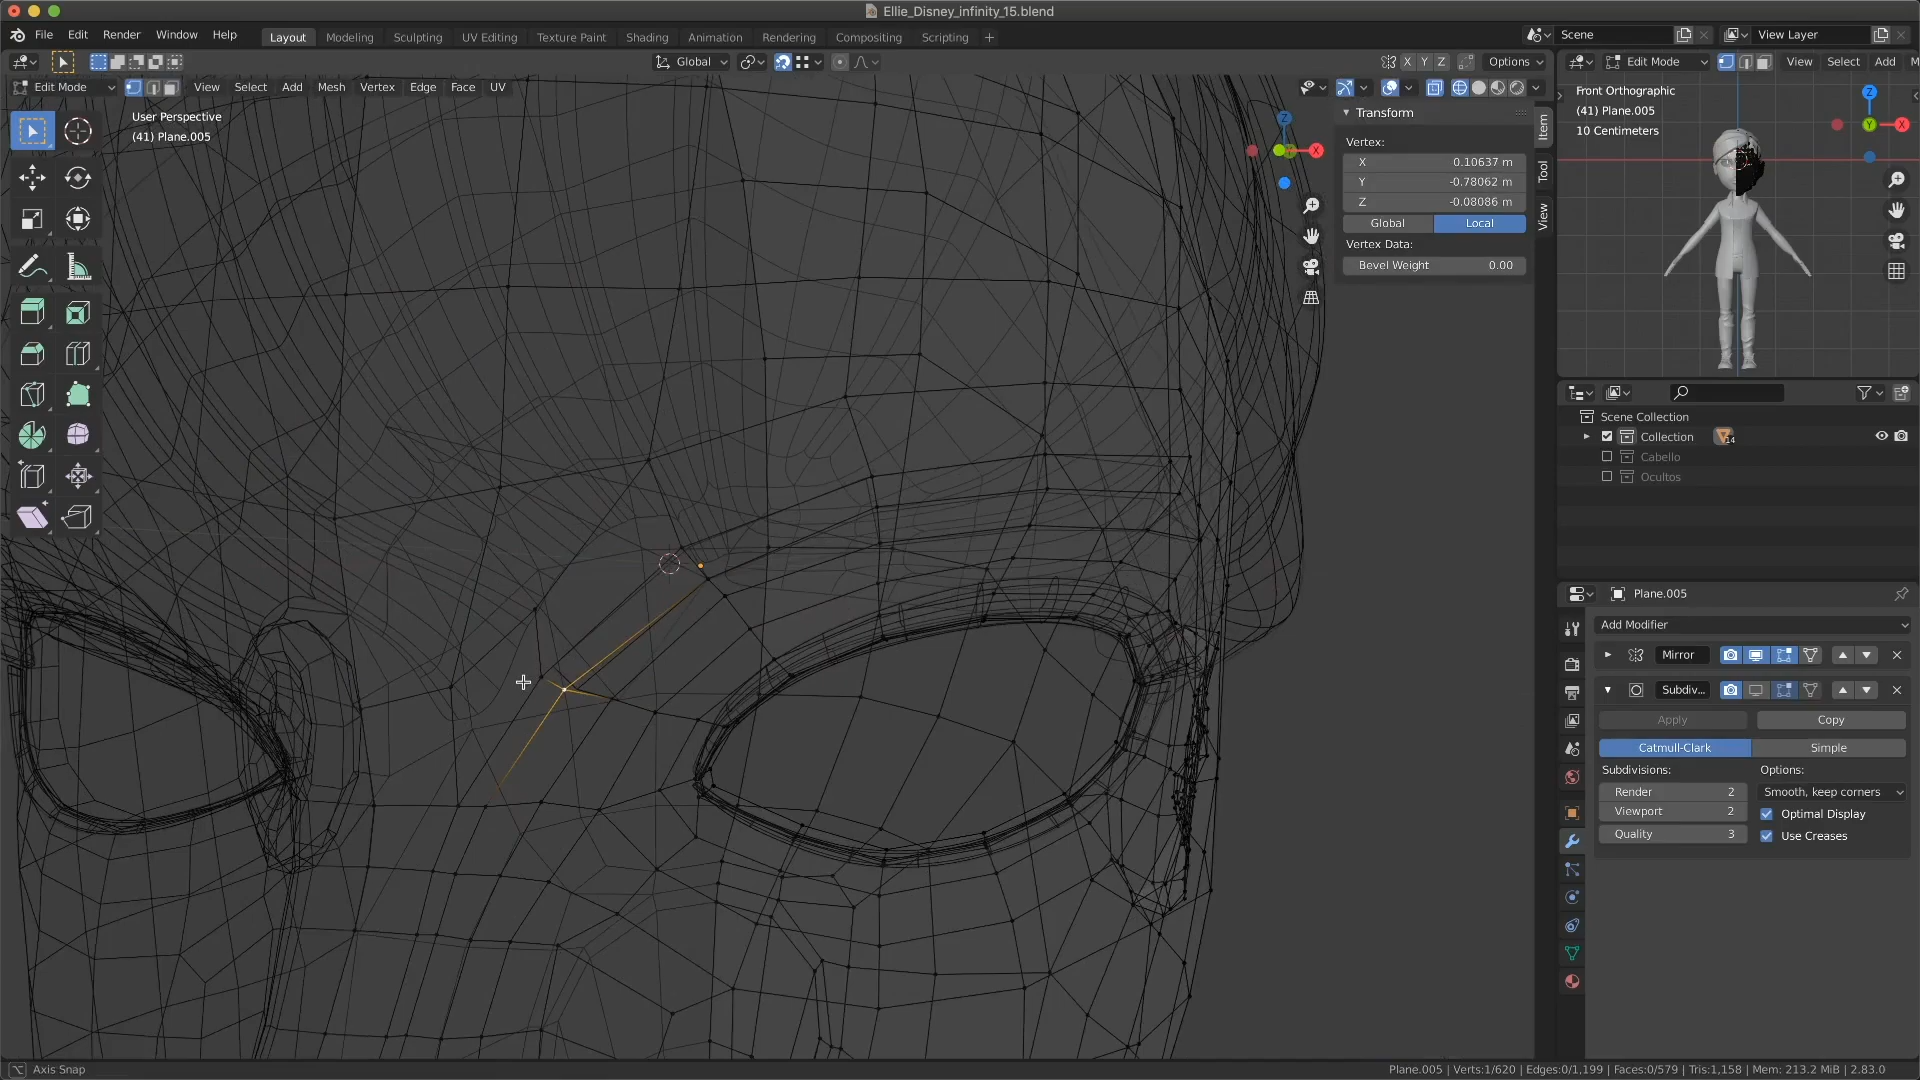 Ellie_Disney_infinity_15.blend
File Edit Render Window Help
Layout Modeling Sculpting UV Editing Texture Paint Shading Animation Rendering Compositing Scripting
Scene
View Layer
Global
X Y Z
Options
Edit Mode
View Select Add
Edit Mode
View Select Add Mesh Vertex Edge Face UV
User Perspective
(41) Plane.005
Transform
Vertex:
X 0.10637 m
Y -0.78062 m
Z -0.08086 m
Global Local
Vertex Data:
Bevel Weight 0.00
Item
Tool
View
Z
X
Front Orthographic
(41) Plane.005
10 Centimeters
Z
Y
X
Scene Collection
Collection 14
Cabello
Ocultos
Plane.005
Add Modifier
Mirror
Subdiv...
Apply Copy
Catmull-Clark Simple
Subdivisions: Options:
Render 2 Smooth, keep corners
Viewport 2 Optimal Display
Quality 3 Use Creases
Axis Snap
Plane.005 | Verts:1/620 | Edges:0/1,199 | Faces:0/579 | Tris:1,158 | Mem: 213.2 MiB | 2.83.0